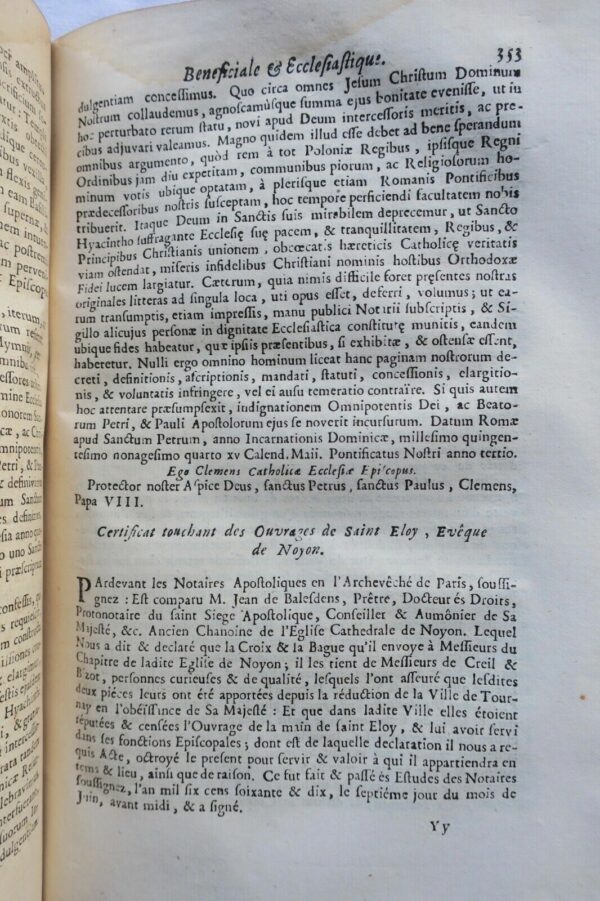 353
Beneficiale & Ecclesiastique.
dulgentiam concessimus. Quo circa omnes Jesum Christum Dominum
Nostrum collaudemus, agnoscamùsque summa ejus bonitate evenisse, ut in
hoc perturbato rerum statu, novi apud Deum intercessoris meritis, ac pre-
cibus adjuvari valeamus. Magno quidem illud esse debet ad bene sperandum
omnibus argumento, quòd rem à tot Poloniæ Regibus, ipsisque Regni
Ordinibus jam diu expetitam, communibus piorum, ac Religiosorum ho-
minum votis ubique optatam, à plerisque etiam Romanis Pontificibus
prædecessoribus nostris susceptam, hoc tempore perficiendi facultatem nobis
tribuerit. Itaque Deum in Sanctis suis mirabilem deprecemur, ut Sancto
Hyacintho suffragante Ecclesię suę pacem, & tranquillitatem, Regibus, &
Principibus Christianis unionem, obcœcatis hæreticis Catholicę veritatis
viam ostendat, miseris infidelibus Christiani nominis hostibus Orthodoxæ
Fidei lucem largiatur. Cæterum, quia nimis difficile foret pręsentes nostras
originales litteras ad singula loca, uti opus esset, deferri, volumus; ut ea-
rum transumptis, etiam impressis, manu publici Notarii subscriptis, & Si-
gillo alicujus personæ in dignitate Ecclesiastica constitutę munitis, eandem
ubique fides habeatur, quæ ipsis præsentibus, si exhibitæ, & ostensæ essent,
haberetur. Nulli ergo omnino hominum liceat hanc paginam nostrorum de-
creti, definitionis, ascriptionis, mandati, statuti, concessionis, elargitio-
nis, & voluntatis infringere, vel ei ausu temeratio contraïre. Si quis autem
hoc attentare præsumpsexit, indignationem Omnipotentis Dei, ac Beato-
rum Petri, & Pauli Apostolorum ejus se noverit incursurum. Datum Romæ
apud Sanctum Petrum, anno Incarnationis Dominicæ, millesimo quingen-
tesimo nonagesimo quarto xv Calend. Maii. Pontificatus Nostri anno tertio.
Ego Clemens Catholicæ Ecclesiæ Episcopus.
Protector noster Aspice Deus, sanctus Petrus, sanctus Paulus, Clemens,
Papa VIII.
Certificat touchant des Ouvrages de Saint Eloy, Evêque
de Noyon.
PArdevant les Notaires Apostoliques en l'Archevêché de Paris, soussi-
gnez : Est comparu M. Jean de Balesdens, Prêtre, Docteur és Droits,
Protonotaire du saint Siege Apostolique, Conseiller & Aumônier de Sa
Majesté, &c. Ancien Chanoine de l'Eglise Cathedrale de Noyon. Lequel
Nous a dit & declaré que la Croix & la Bague qu'il envoye à Messieurs du
Chapitre de ladite Eglise de Noyon; il les tient de Messieurs de Creil &
Bizot, personnes curieuses & de qualité, lesquels l'ont asseuré que lesdites
deux piéces leurs ont été apportées depuis la réduction de la Ville de Tour-
nay en l'obéissance de Sa Majesté : Et que dans ladite Ville elles étoient
réputées & censées l'Ouvrage de la main de saint Eloy, & lui avoir servi
dans ses fonctions Episcopales; dont est de laquelle declaration il nous a re-
quis Acte, octroyé le present pour servir & valoir à qui il appartiendra en
tems & lieu, ainsi que de raison. Ce fut fait & passé és Estudes des Notaires
soussignez, l'an mil six cens soixante & dix, le septiéme jour du mois de
Juin, avant midi, & a signé.
Yy